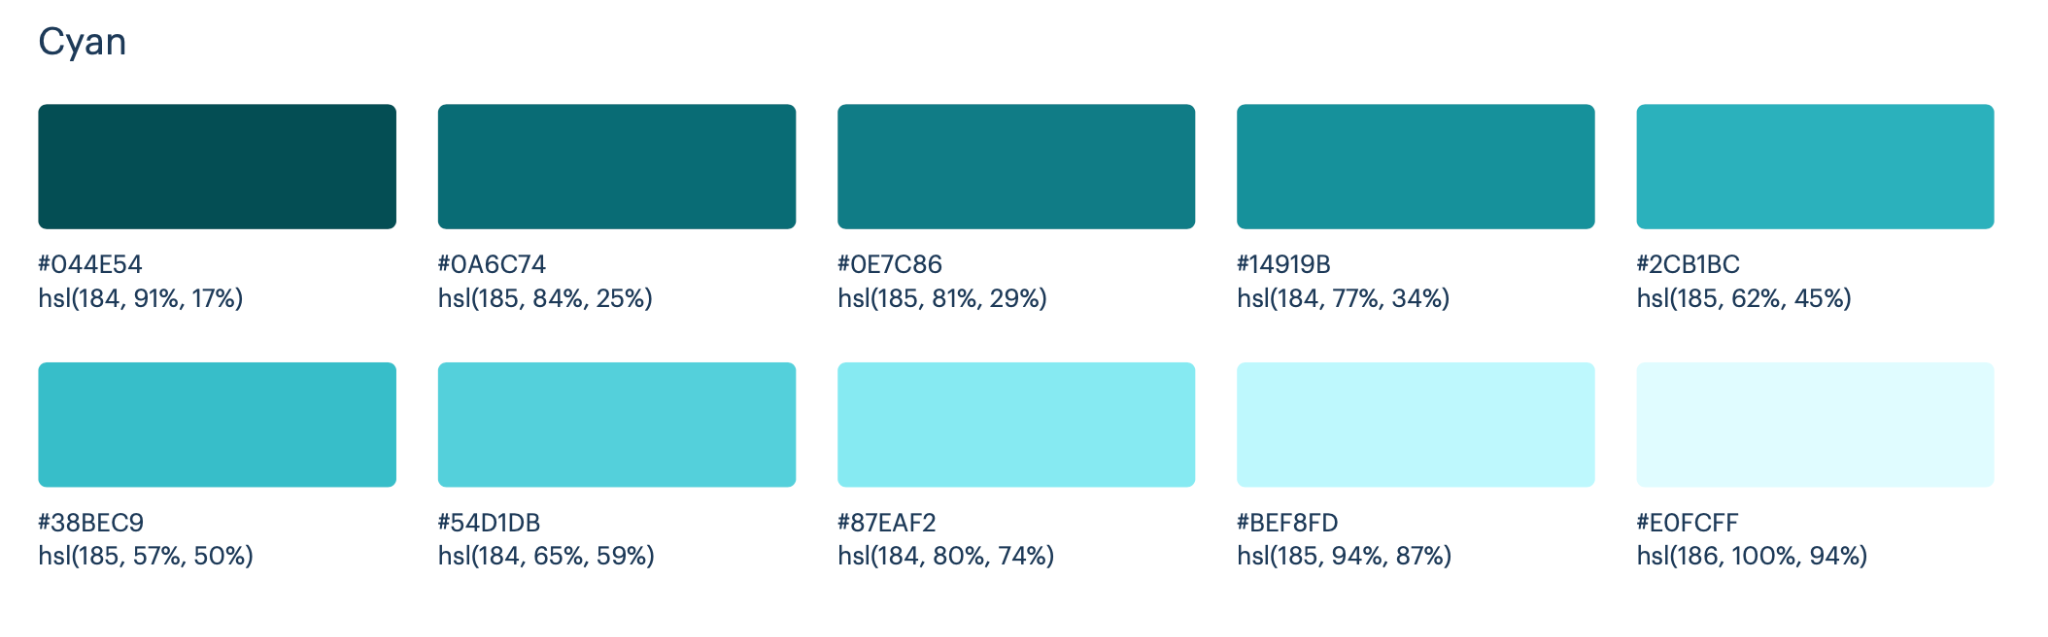 Cyan
#044E54
hsl(184, 91%, 17%)
#0A6C74
hsl(185, 84%, 25%)
#0E7C86
hsl(185, 81%, 29%)
#14919B
hsl(184, 77%, 34%)
#2CB1BC
hsl(185, 62%, 45%)
#38BEC9
hsl(185, 57%, 50%)
#54D1DB
hsl(184, 65%, 59%)
#87EAF2
hsl(184, 80%, 74%)
#BEF8FD
hsl(185, 94%, 87%)
#E0FCFF
hsl(186, 100%, 94%)